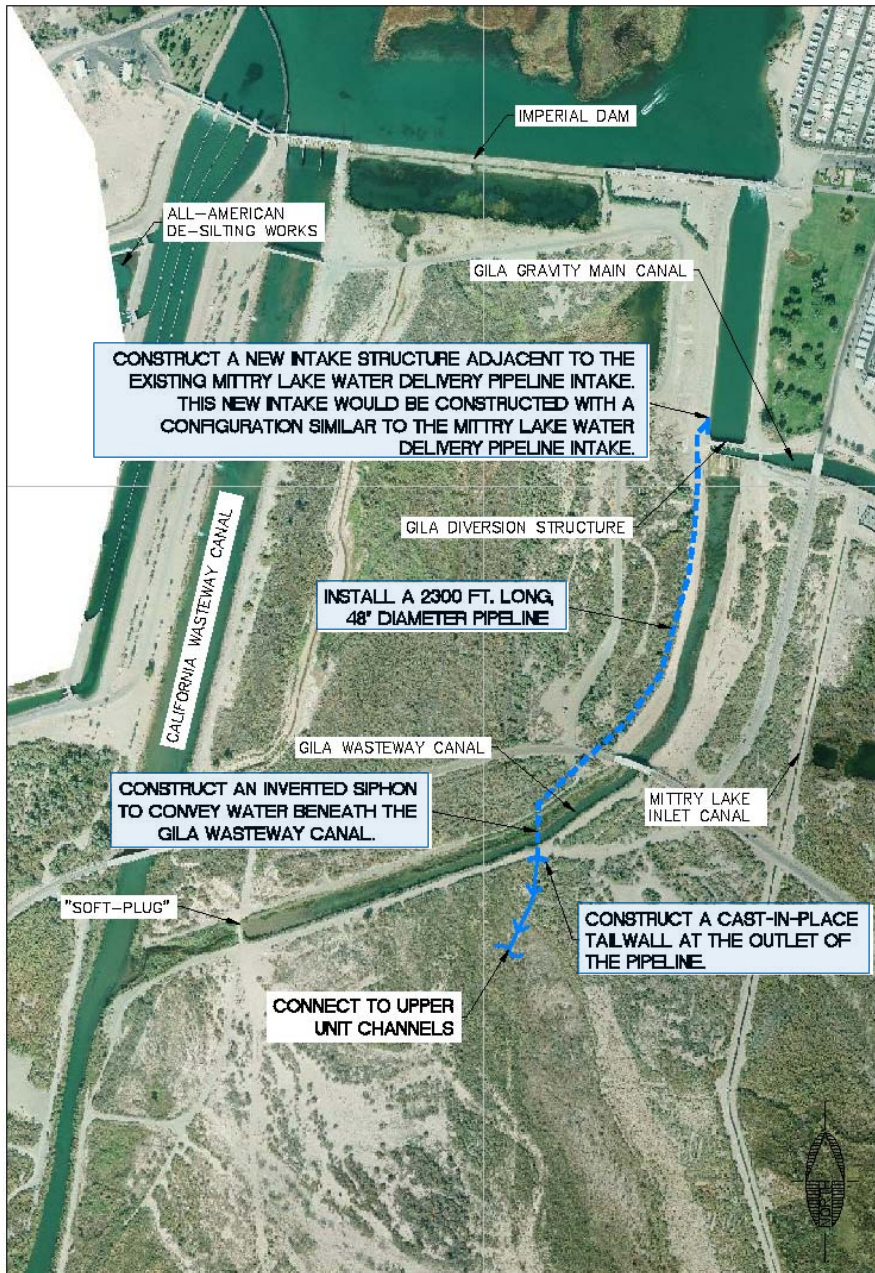 IMPERIAL DAM
ALL-AMERICAN
DE-SILTING WORKS
GILA GRAVITY MAIN CANAL
CONSTRUCT A NEW INTAKE STRUCTURE ADJACENT TO THE
EXISTING MITTRY LAKE WATER DELIVERY PIPELINE INTAKE.
THIS NEW INTAKE WOULD BE CONSTRUCTED WITH A
CONFIGURATION SIMILAR TO THE MITTRY LAKE WATER
DELIVERY PIPELINE INTAKE.
GILA DIVERSION STRUCTURE
CALIFORNIA WASTEWAY CANAL
INSTALL A 2300 FT. LONG,
48" DIAMETER PIPELINE
GILA WASTEWAY CANAL
CONSTRUCT AN INVERTED SIPHON
TO CONVEY WATER BENEATH THE
GILA WASTEWAY CANAL.
MITTRY LAKE
INLET CANAL
"SOFT-PLUG"
CONSTRUCT A CAST-IN-PLACE
TAILWALL AT THE OUTLET OF
THE PIPELINE.
CONNECT TO UPPER
UNIT CHANNELS
NORTH